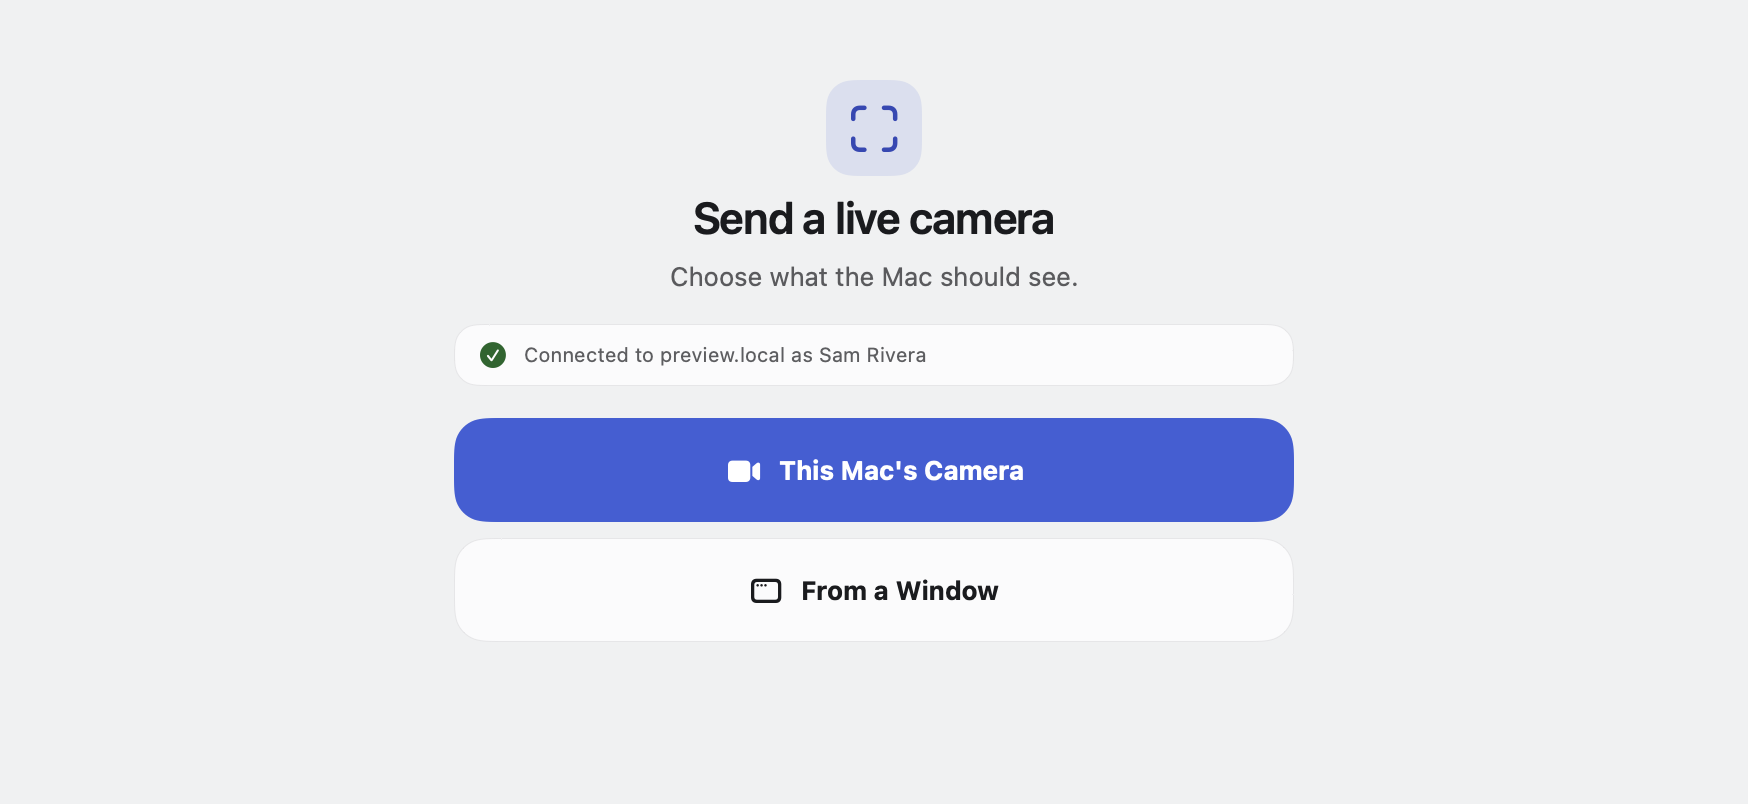 Send a live camera
Choose what the Mac should see.
Connected to preview.local as Sam Rivera
This Mac's Camera
From a Window